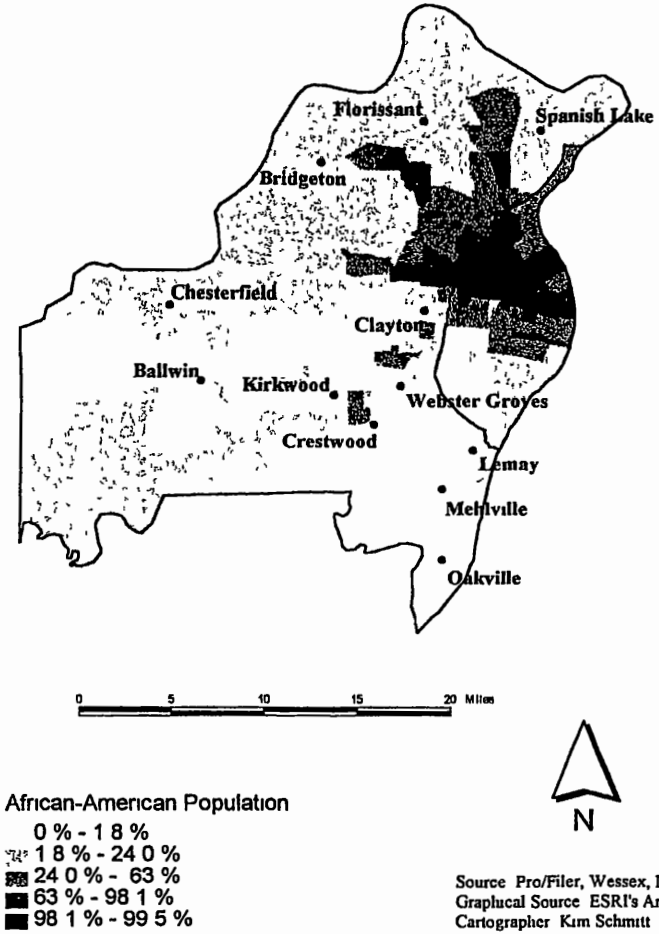 Florissant
Spanish Lake
Bridgeton
Chesterfield
Clayton
Ballwin
Kirkwood
Webster Groves
Crestwood
Lemay
Mehlville
Oakville
0 5 10 15 20 Miles
N
African-American Population
0 % - 1 8 %
1 8 % - 24 0 %
24 0 % - 63 %
63 % - 98 1 %
98 1 % - 99 5 %
Source Pro/Filer, Wessex,
Graphical Source ESRI's
Cartographer Kim Schmitt